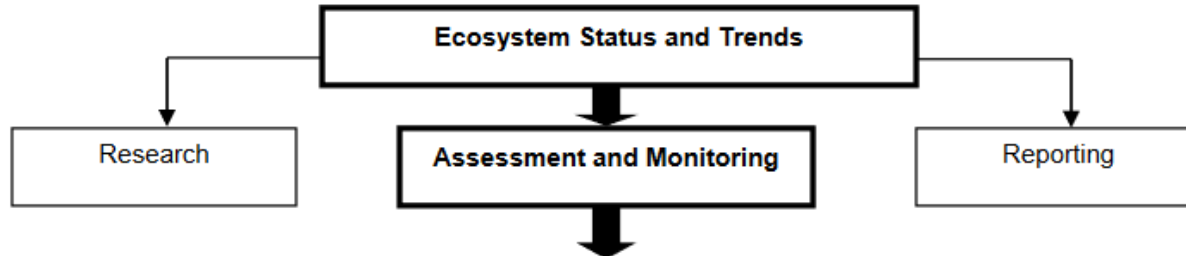 Ecosystem Status and Trends
Research
Assessment and Monitoring
Reporting